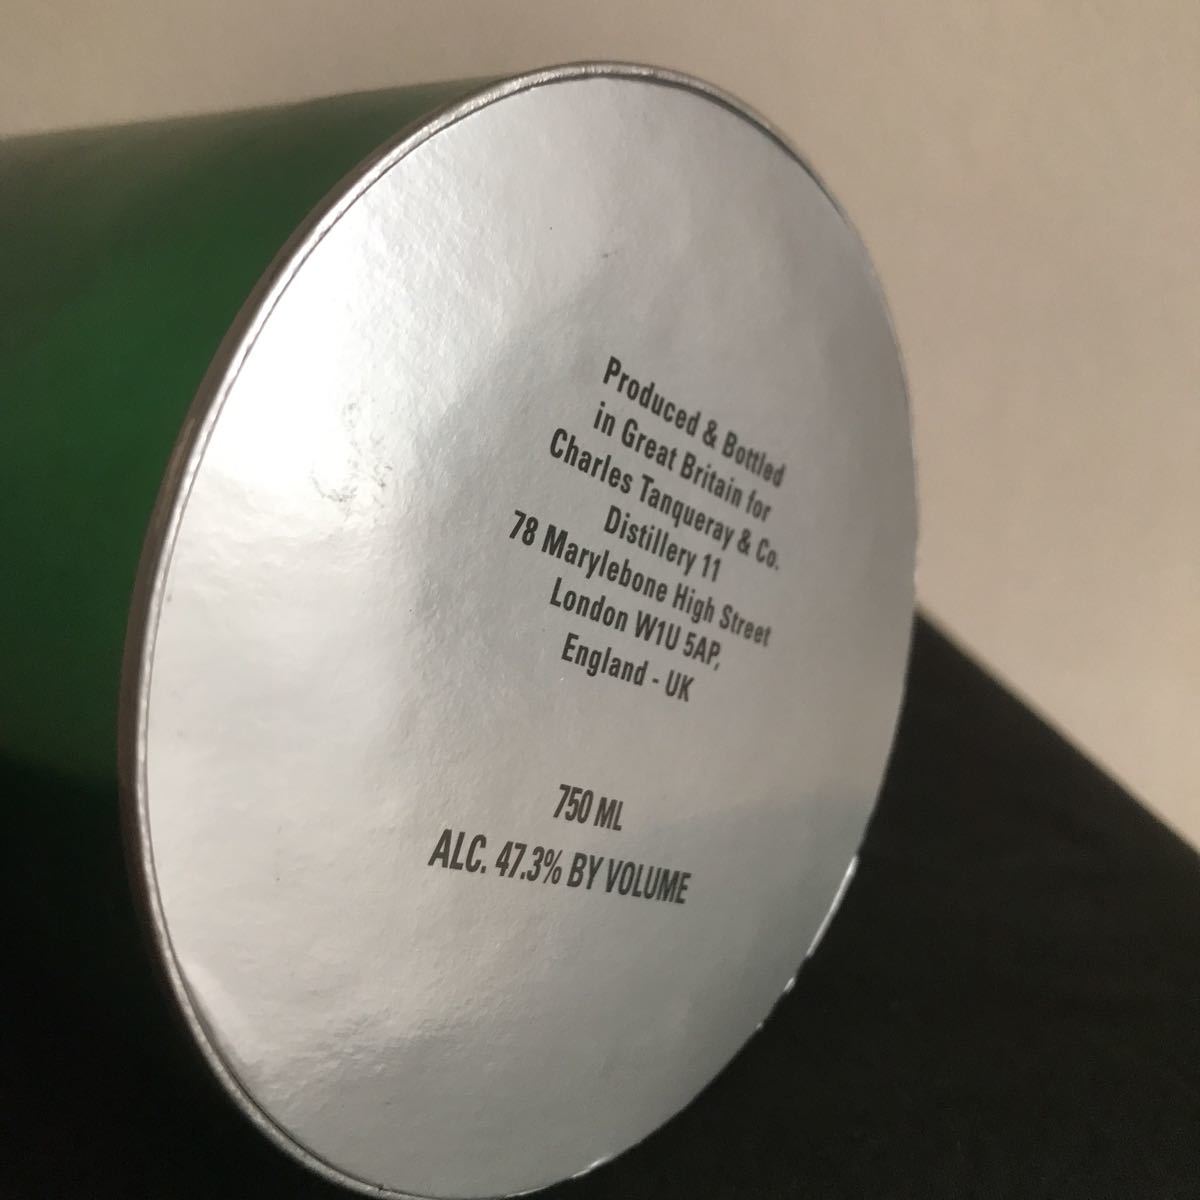 Produced & Bottled
in Great Britain for
Charles Tanqueray & Co.
Distillery 11
78 Marylebone High Street
London W1U 5AP,
England - UK
750 ML
ALC. 47.3% BY VOLUME